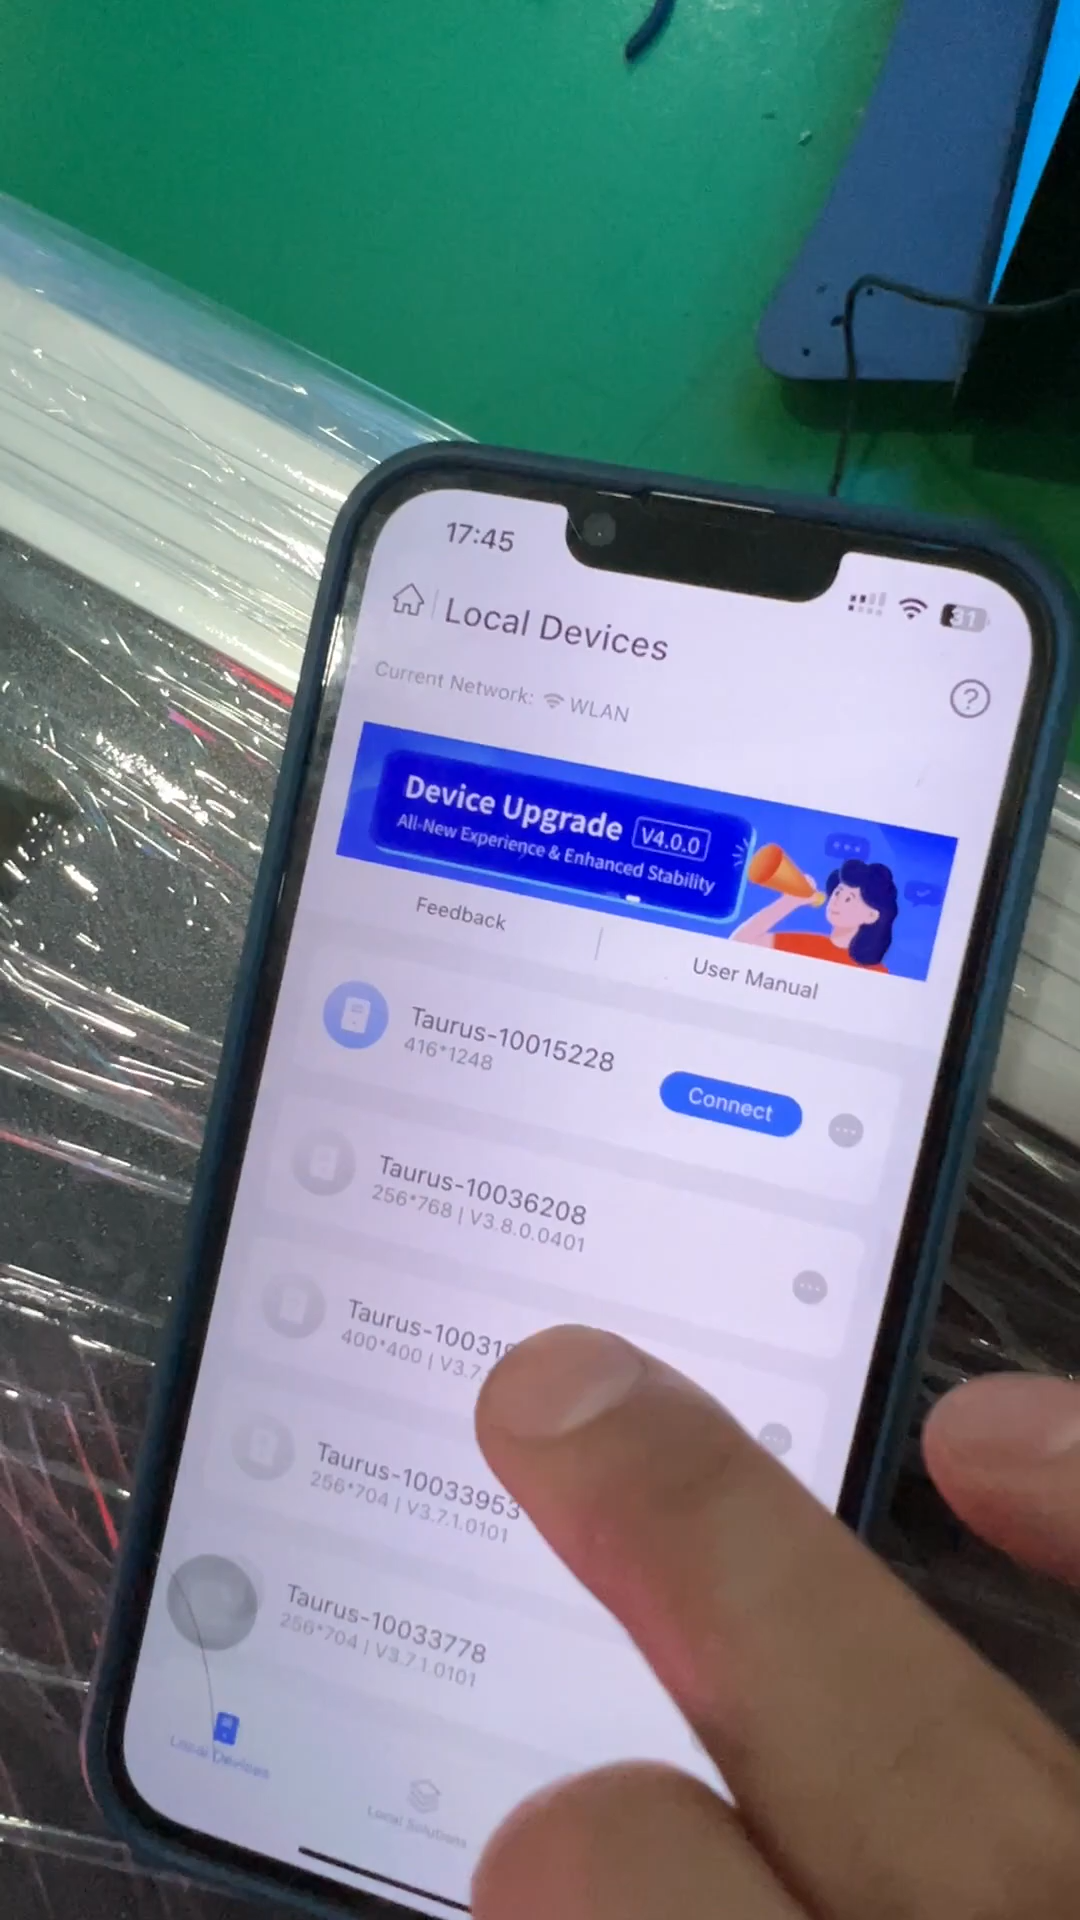 17:45
31
Local Devices
Current Network: WLAN
Device Upgrade V4.0.0
All-New Experience & Enhanced Stability
Feedback
User Manual
Taurus-10015228
416*1248
Connect
Taurus-10036208
256*768 | V3.8.0.0401
Taurus-10031
400*400 | V3.7.
Taurus-10033953
256*704 | V3.7.1.0101
Taurus-10033778
256*704 | V3.7.1.0101
Local Devices
Local Solutions